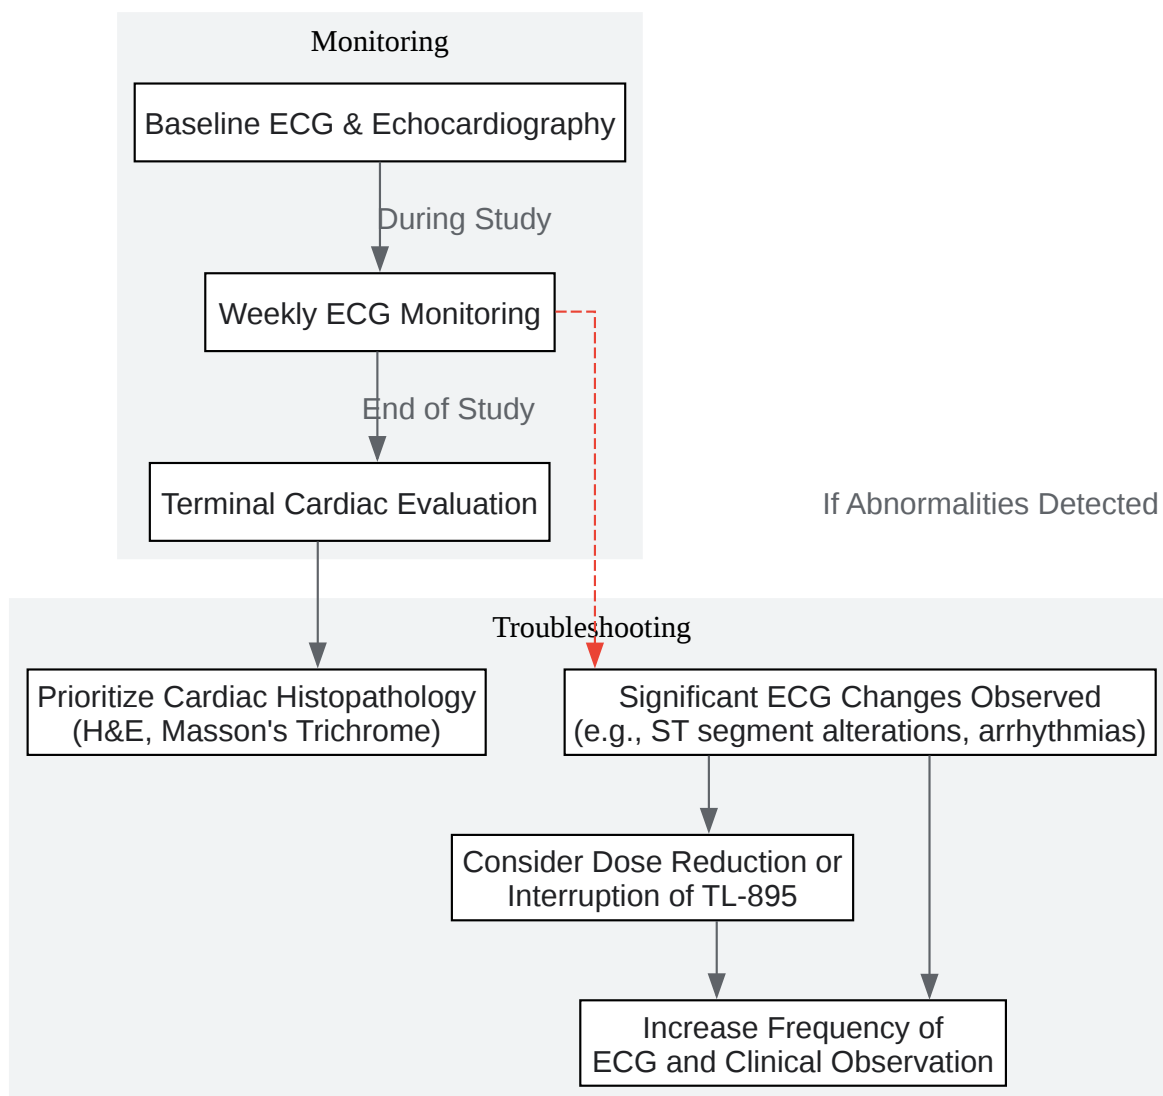 Monitoring
Baseline ECG & Echocardiography
During Study
Weekly ECG Monitoring
End of Study
Terminal Cardiac Evaluation
If Abnormalities Detected
Troubleshooting
Prioritize Cardiac Histopathology
(H&E, Masson's Trichrome)
Significant ECG Changes Observed
(e.g., ST segment alterations, arrhythmias)
Consider Dose Reduction or
Interruption of TL-895
Increase Frequency of
ECG and Clinical Observation